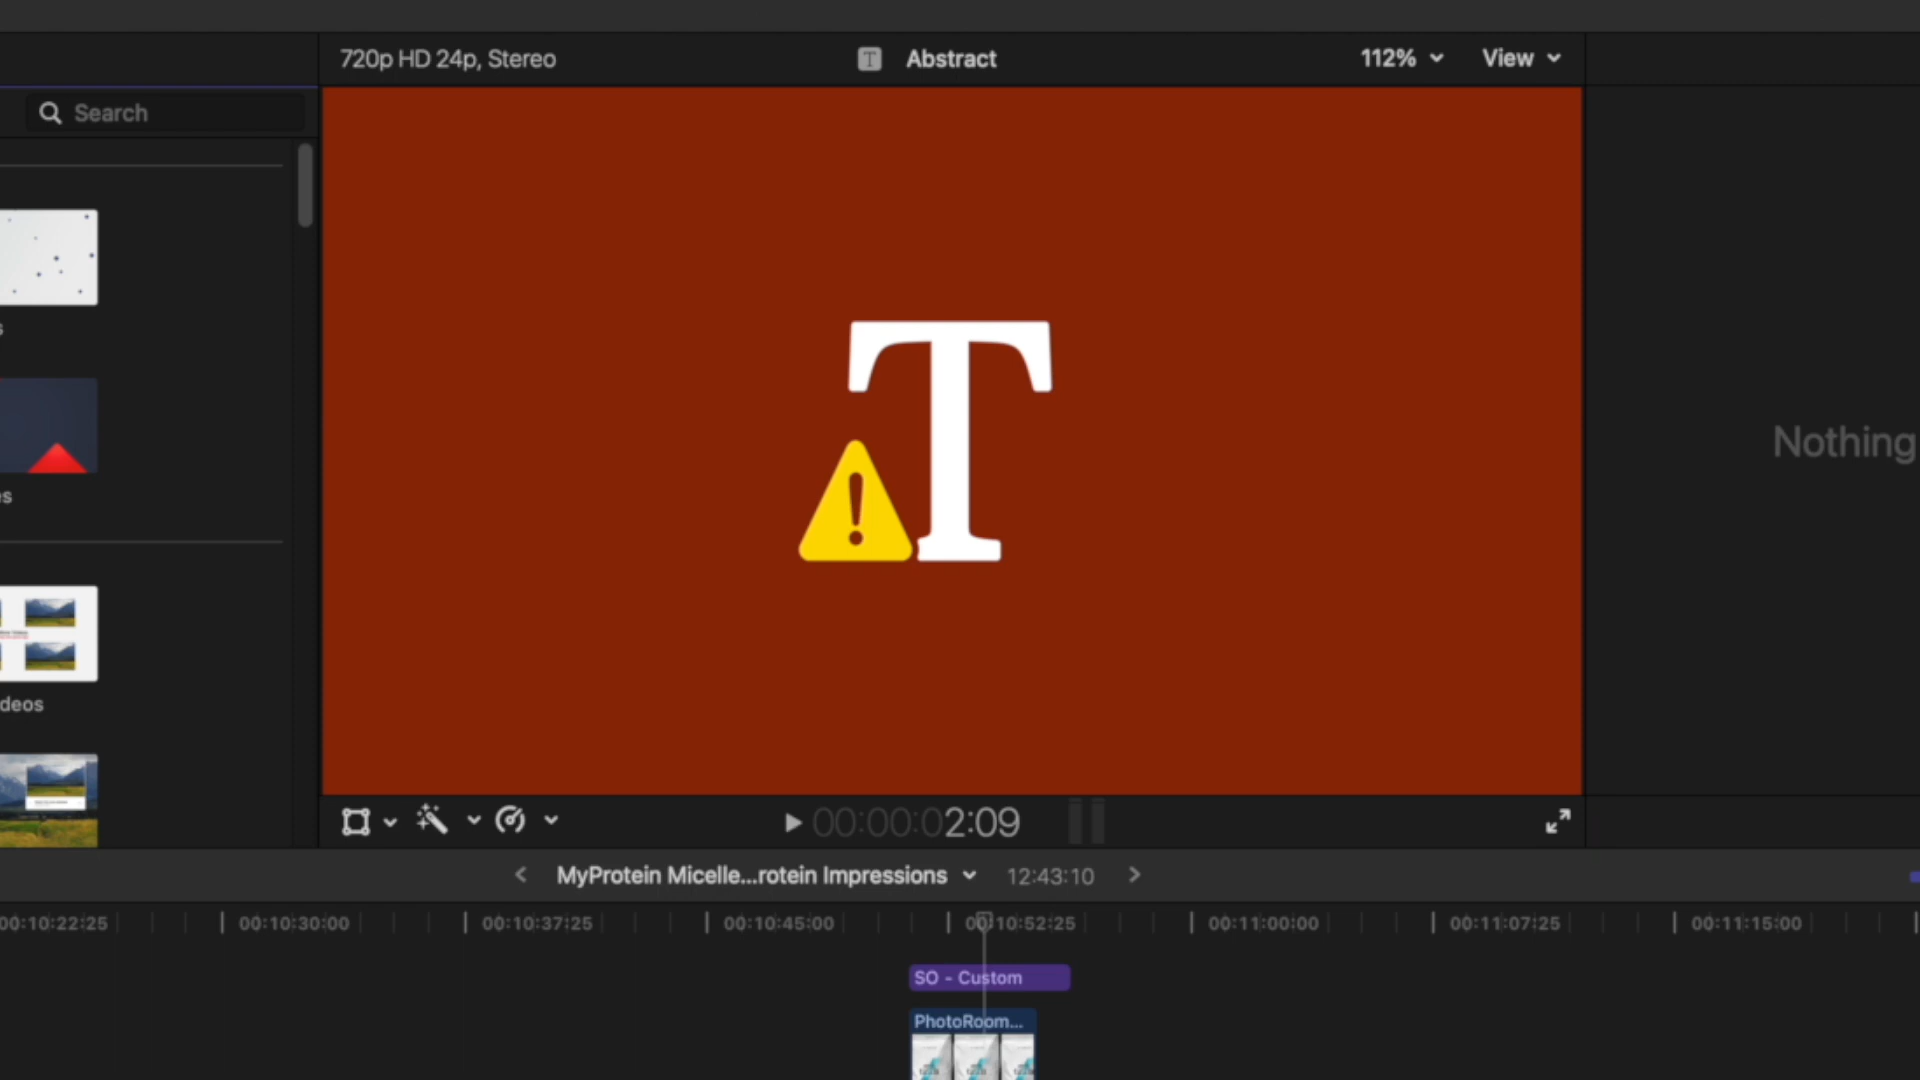 720p HD 24p, Stereo
T Abstract
112%
View
Search
Nothing
T
!
deos
00:00:02:09
MyProtein Micelle...rotein Impressions
12:43:10
00:10:22:25
00:10:30:00
00:10:37:25
00:10:45:00
00:10:52:25
00:11:00:00
00:11:07:25
00:11:15:00
SO - Custom
PhotoRoom...